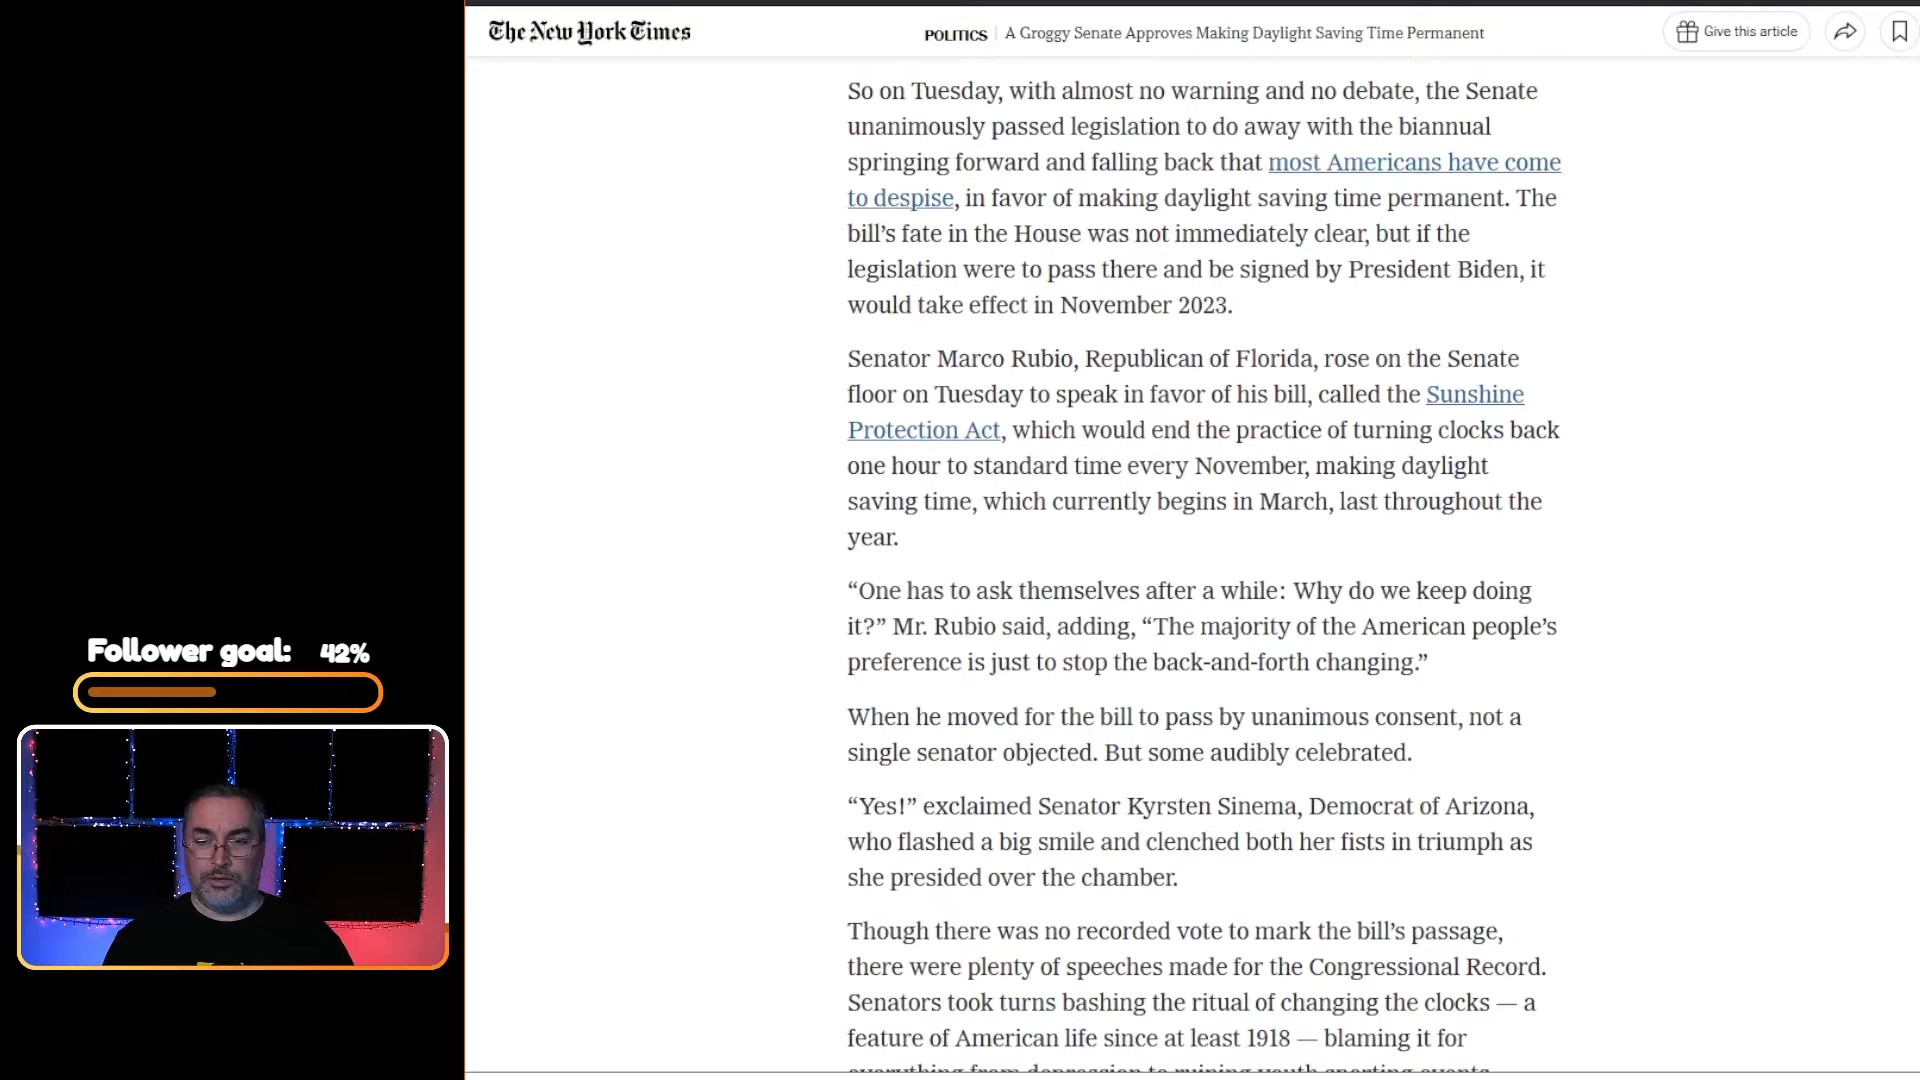 The New York Times
POLITICS | A Groggy Senate Approves Making Daylight Saving Time Permanent
Give this article
So on Tuesday, with almost no warning and no debate, the Senate
unanimously passed legislation to do away with the biannual
springing forward and falling back that most Americans have come
to despise, in favor of making daylight saving time permanent. The
bill’s fate in the House was not immediately clear, but if the
legislation were to pass there and be signed by President Biden, it
would take effect in November 2023.
Senator Marco Rubio, Republican of Florida, rose on the Senate
floor on Tuesday to speak in favor of his bill, called the Sunshine
Protection Act, which would end the practice of turning clocks back
one hour to standard time every November, making daylight
saving time, which currently begins in March, last throughout the
year.
“One has to ask themselves after a while: Why do we keep doing
it?” Mr. Rubio said, adding, “The majority of the American people’s
preference is just to stop the back-and-forth changing.”
When he moved for the bill to pass by unanimous consent, not a
single senator objected. But some audibly celebrated.
“Yes!” exclaimed Senator Kyrsten Sinema, Democrat of Arizona,
who flashed a big smile and clenched both her fists in triumph as
she presided over the chamber.
Though there was no recorded vote to mark the bill’s passage,
there were plenty of speeches made for the Congressional Record.
Senators took turns bashing the ritual of changing the clocks — a
feature of American life since at least 1918 — blaming it for
everything from depression to ruining youth sporting events
Follower goal: 42%